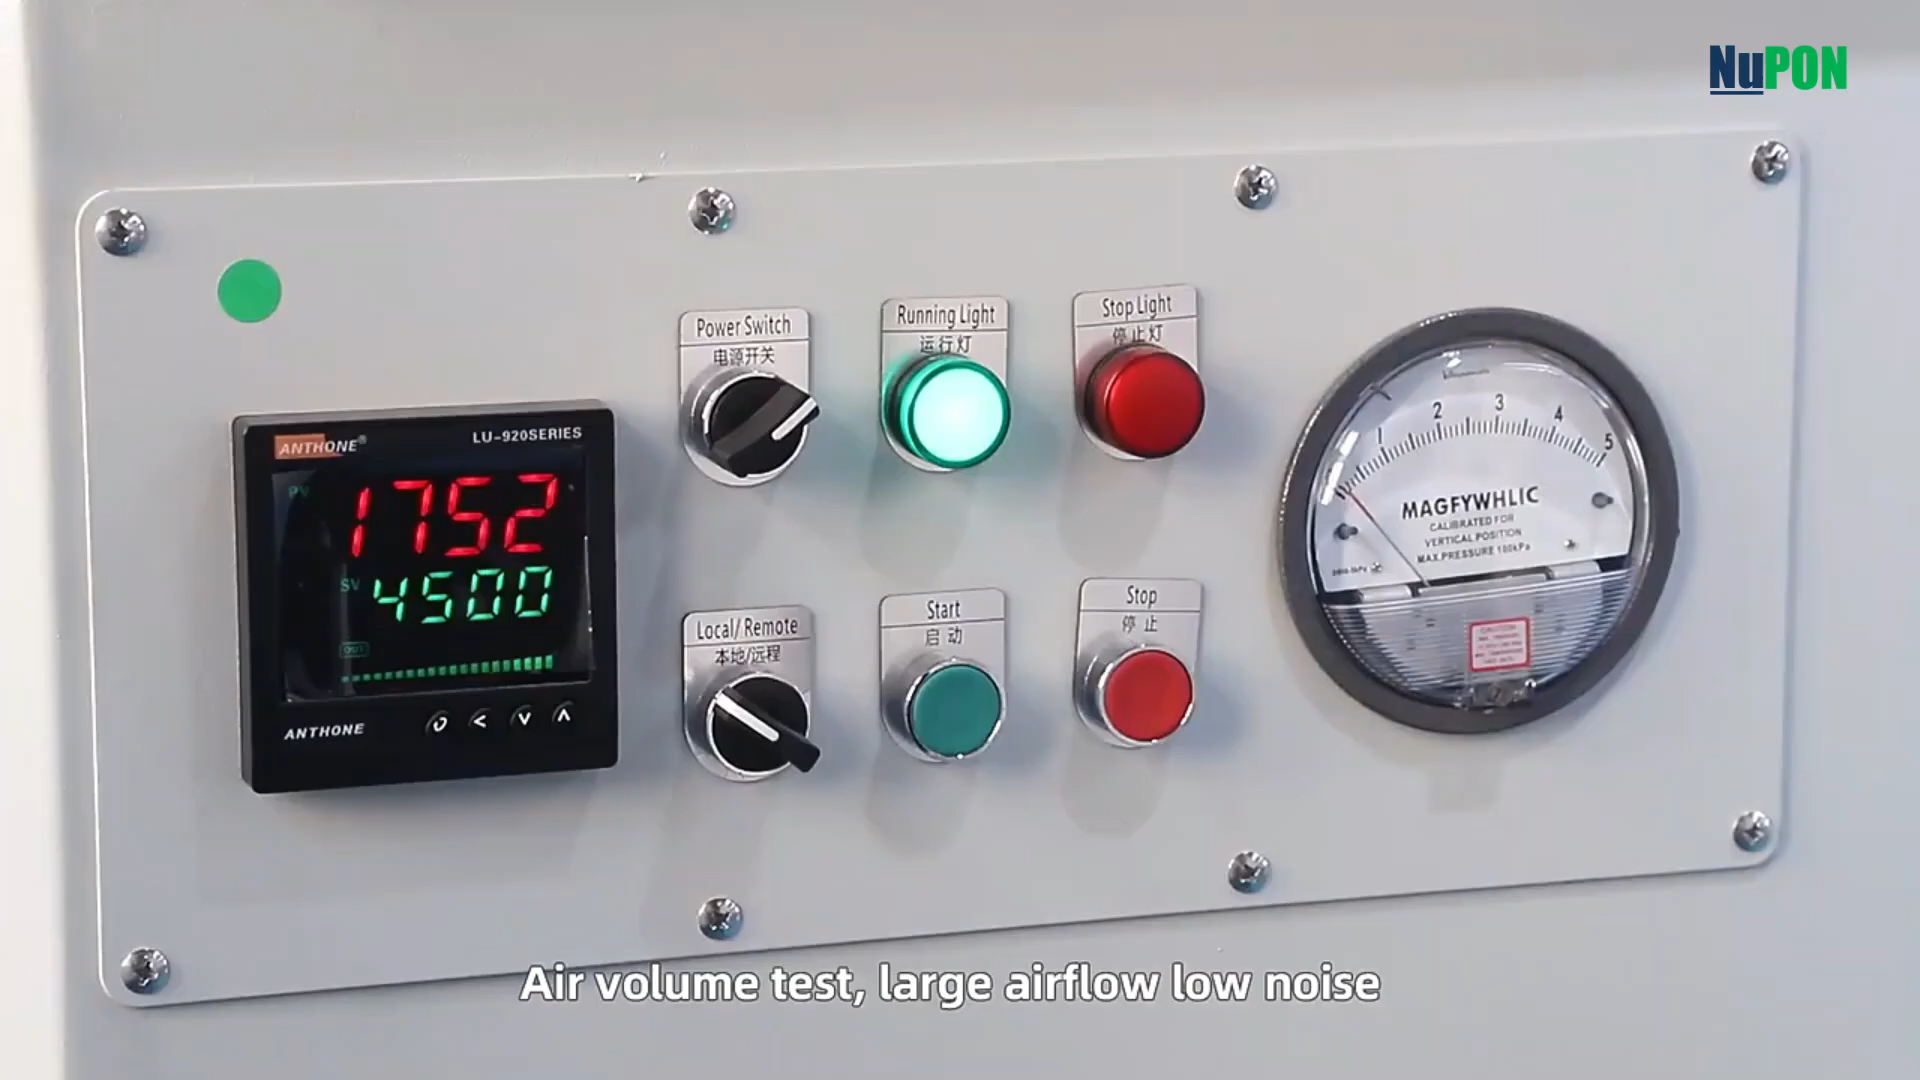 NuPON
ANTHONE®
LU-920SERIES
PV
1752
SV
4500
OUT
ANTHONE
Power Switch
电源开关
Running Light
运行灯
Stop Light
停止灯
Local/Remote
本地/远程
Start
启动
Stop
停止
1
2
3
4
5
MAGFYWHLIC
CALIBRATED FOR
VERTICAL POSITION
MAX.PRESSURE 100kPa
CAUTION
Air volume test, large airflow low noise